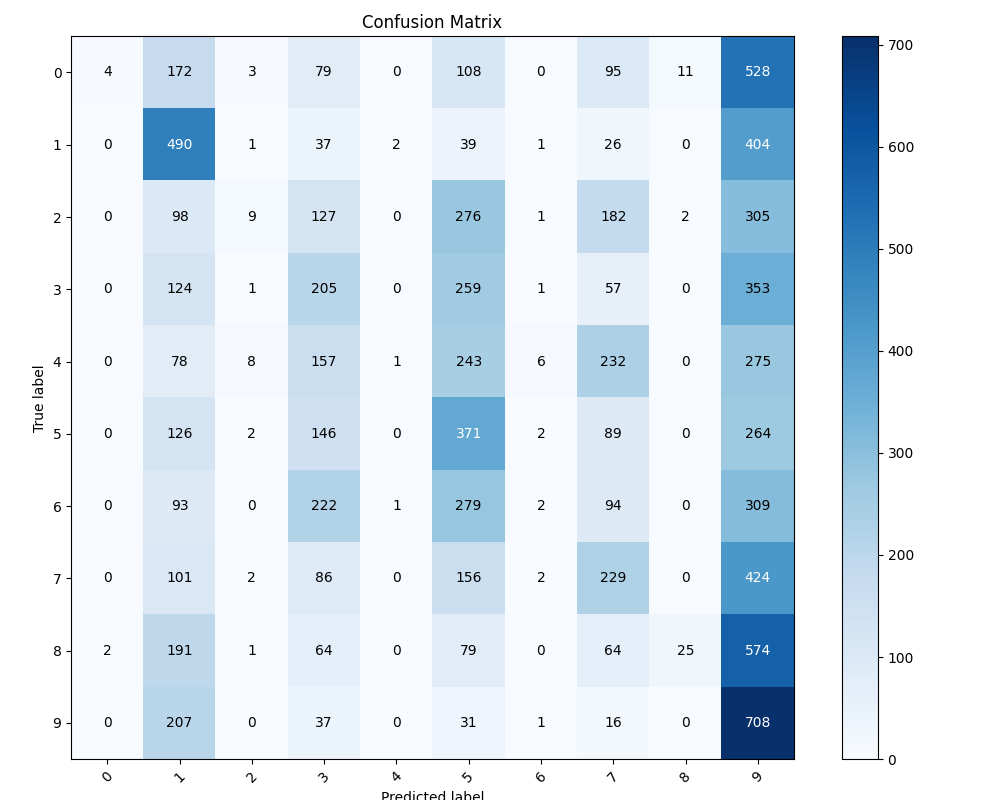 Confusion Matrix
0 4 172 3 79 0 108 0 95 11 528
1 0 490 1 37 2 39 1 26 0 404
2 0 98 9 127 0 276 1 182 2 305
3 0 124 1 205 0 259 1 57 0 353
4 0 78 8 157 1 243 6 232 0 275
5 0 126 2 146 0 371 2 89 0 264
6 0 93 0 222 1 279 2 94 0 309
7 0 101 2 86 0 156 2 229 0 424
8 2 191 1 64 0 79 0 64 25 574
9 0 207 0 37 0 31 1 16 0 708
0 1 2 3 4 5 6 7 8 9
True label
Predicted label
700
600
500
400
300
200
100
0